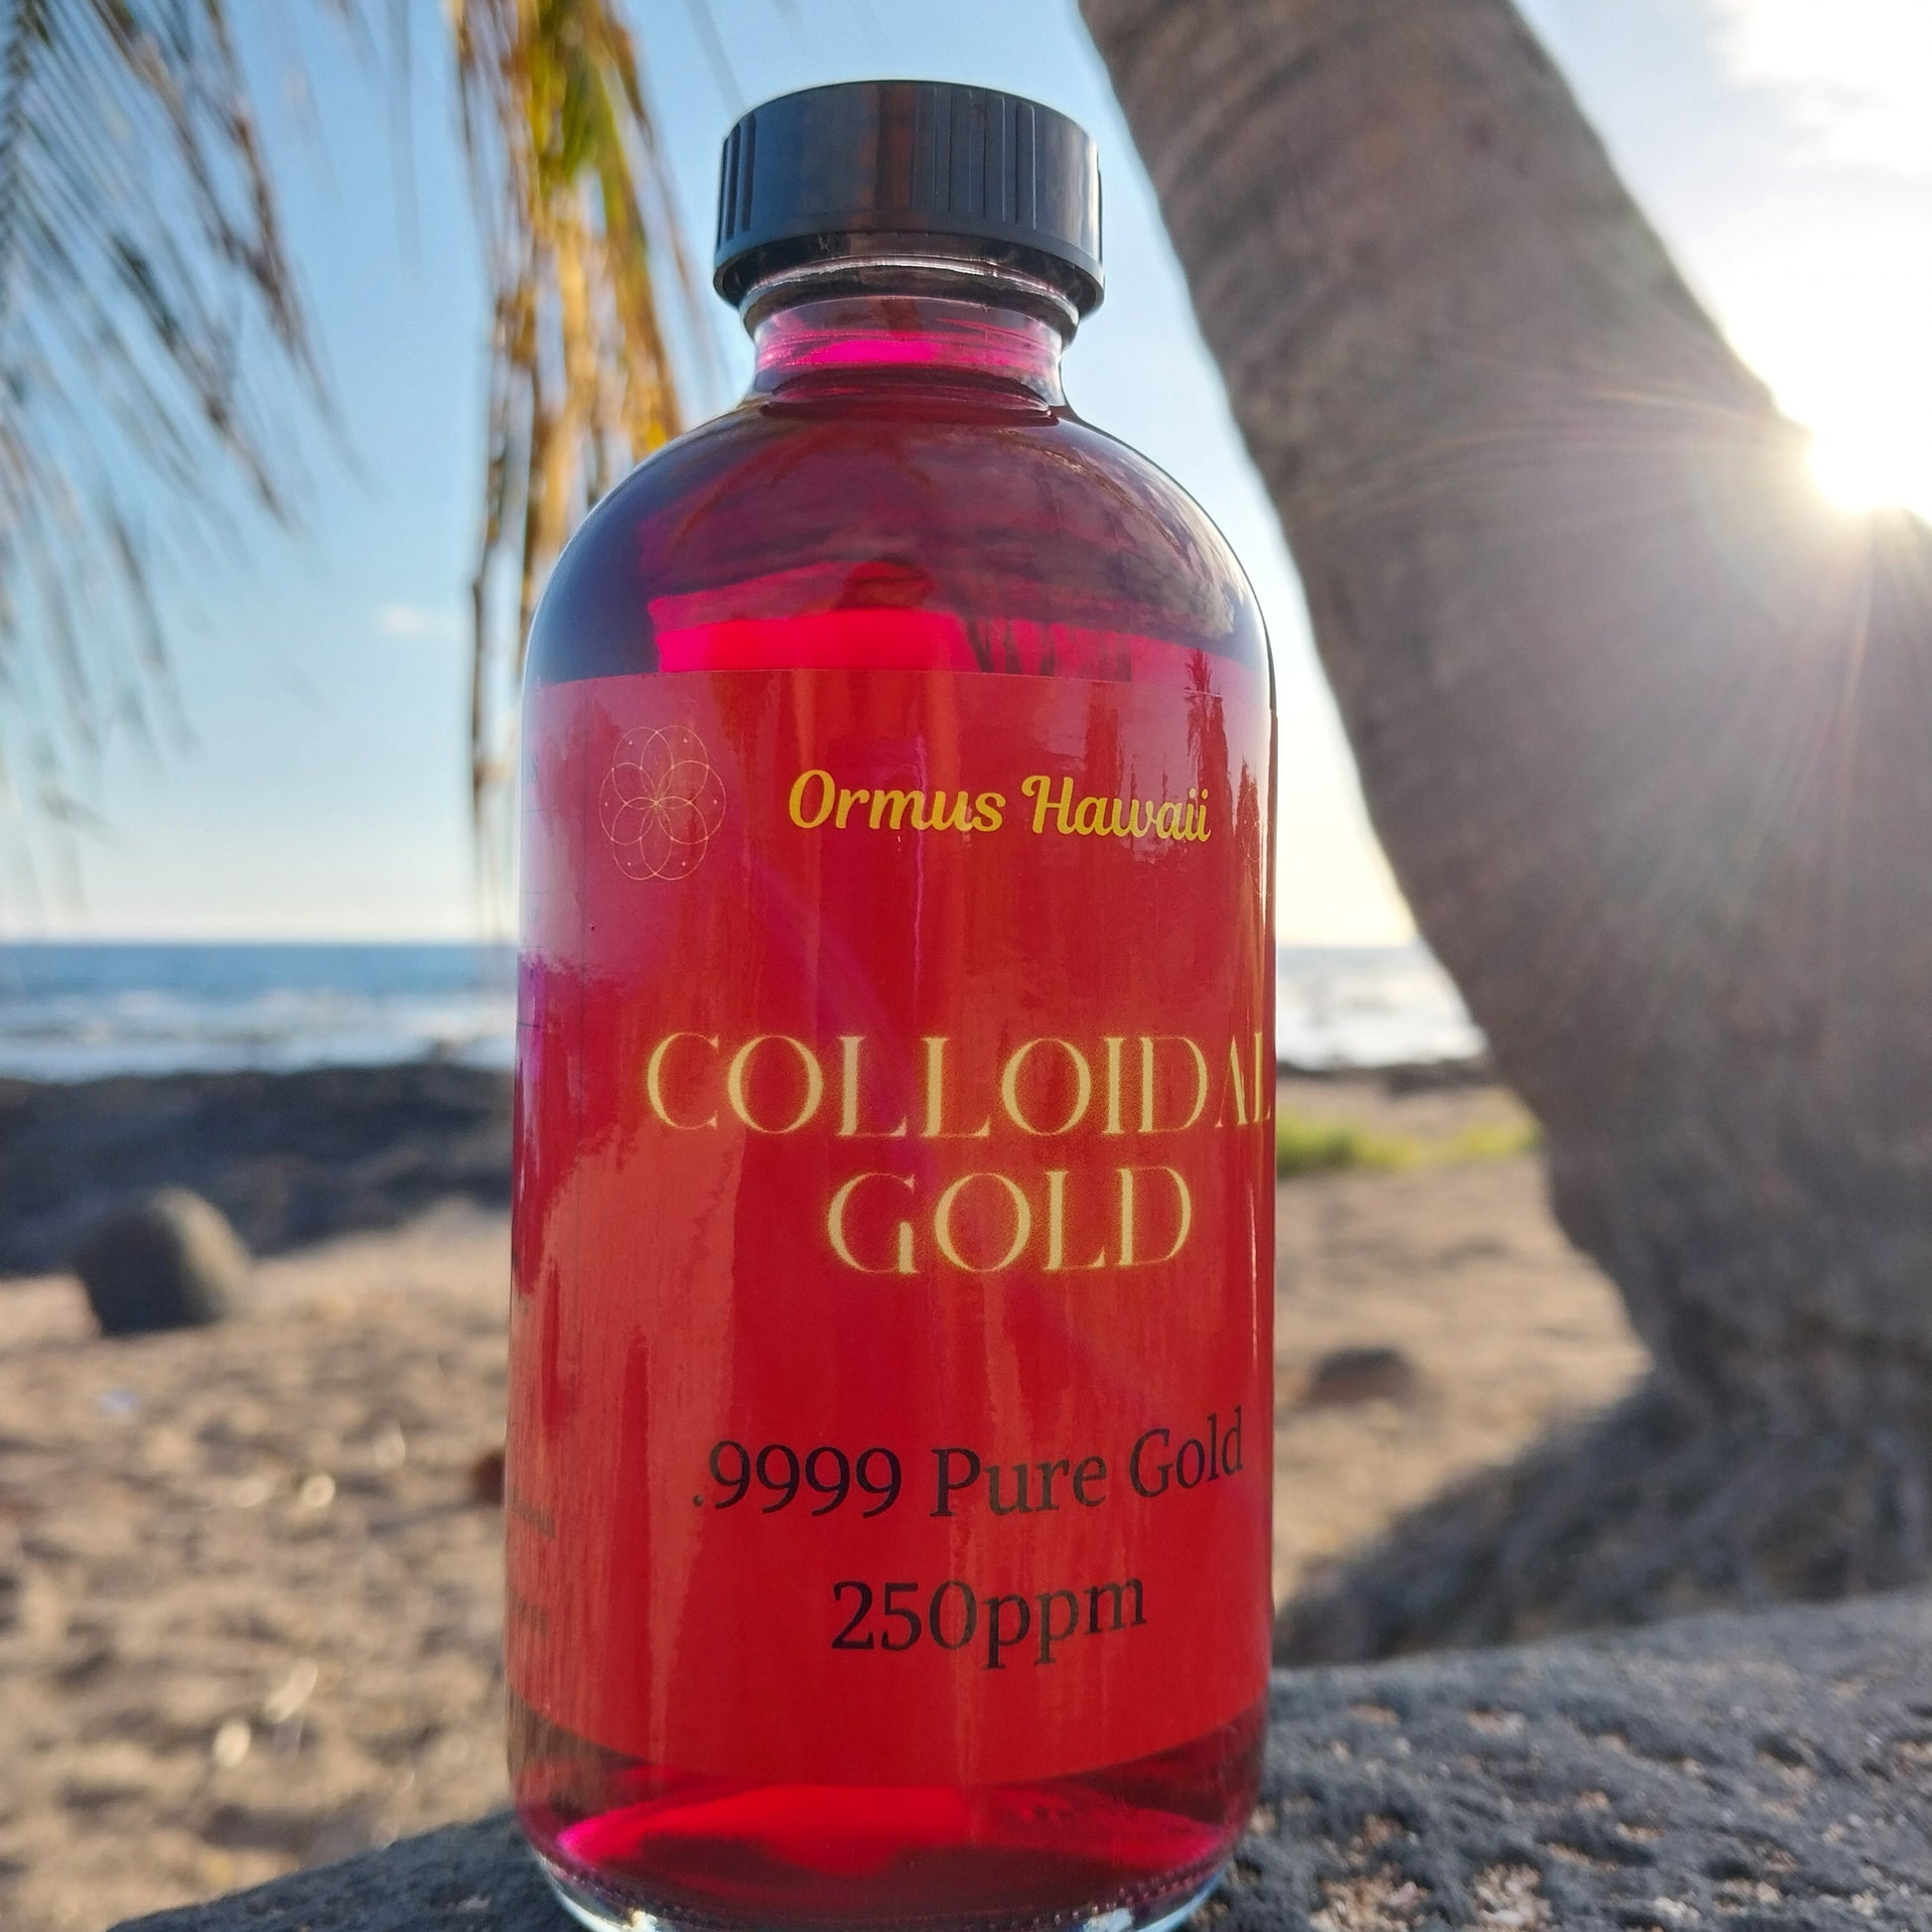 Ormus Hawaii
COLLOIDAL
GOLD
.9999 Pure Gold
250ppm